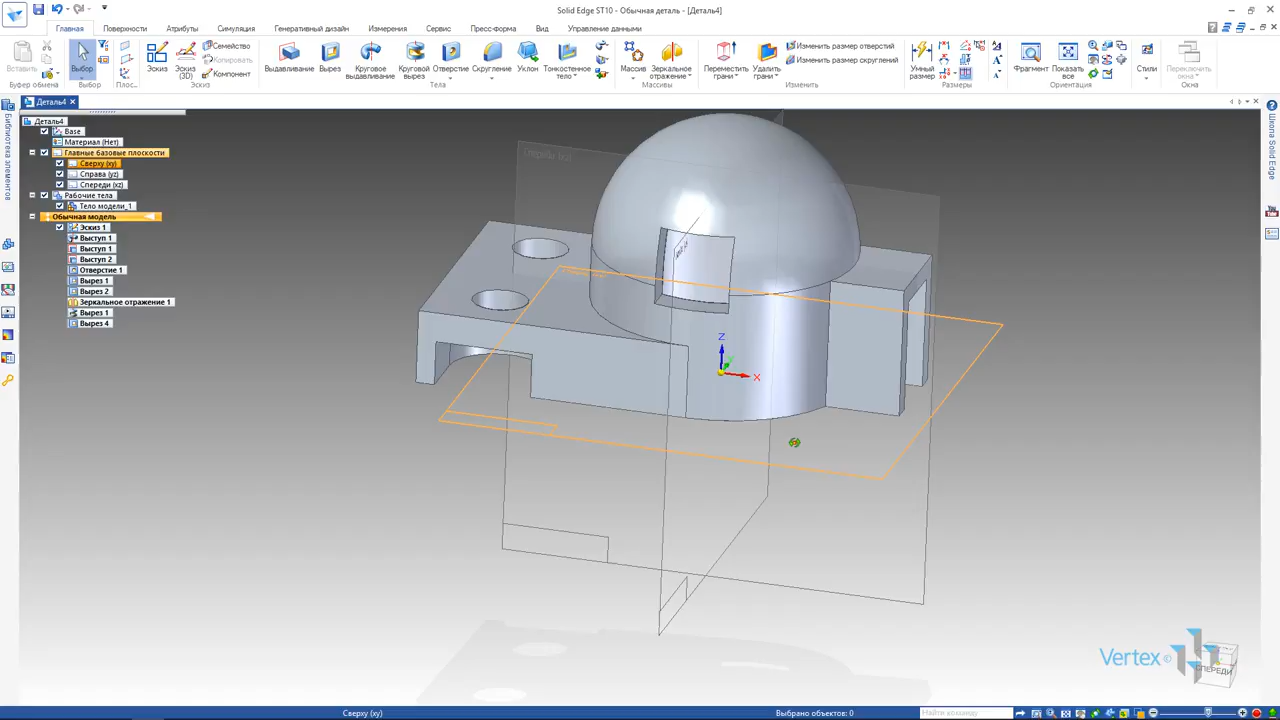 Solid Edge ST10 - Обычная деталь - [Деталь4]
Главная
Поверхности
Атрибуты
Симуляция
Генеративный дизайн
Измерения
Сервис
Пресс-форма
Вид
Управление данными
Вставить
Буфер обмена
Выбор
Выбор
Плос...
Эскиз
Эскиз (3D)
Семейство
Копировать
Компонент
Эскиз
Выдавливание
Вырез
Круговое выдавливание
Круговой вырез
Отверстие
Скругление
Уклон
Тонкостенное тело
Тела
Массив
Зеркальное отражение
Массивы
Переместить грани
Удалить грани
Изменить размер отверстий
Изменить размер скруглений
Изменить
Умный размер
Размеры
Фрагмент
Показать все
Ориентация
Стили
Переключить окна
Окна
Деталь4
Библиотека элементов
Школа Solid Edge
Деталь4
Base
Материал (Нет)
Главные базовые плоскости
Сверху (xy)
Справа (yz)
Спереди (xz)
Рабочие тела
Тело модели_1
Обычная модель
Эскиз 1
Выступ 1
Выступ 1
Выступ 2
Отверстие 1
Вырез 1
Вырез 2
Зеркальное отражение 1
Вырез 1
Вырез 4
Спереди (xz)
Z
Y
X
Vertex ©
СПЕРЕДИ
Сверху (xy)
Выбрано объектов: 0
Найти команду